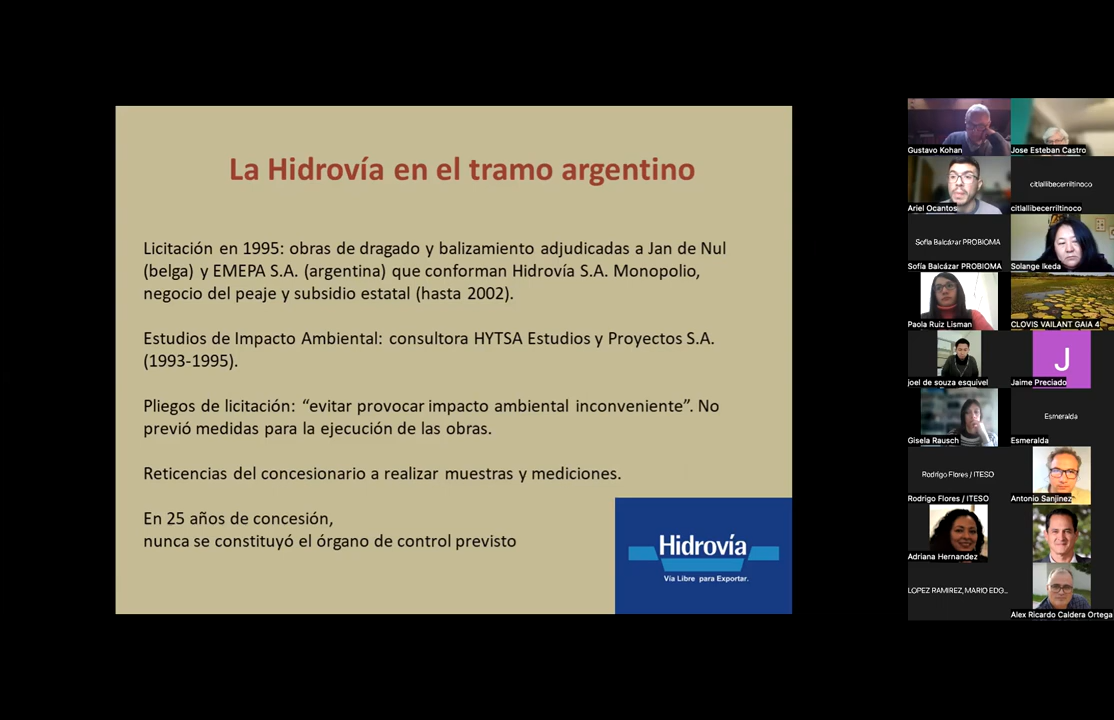 La Hidrovía en el tramo argentino
Licitación en 1995: obras de dragado y balizamiento adjudicadas a Jan de Nul
(belga) y EMEPA S.A. (argentina) que conforman Hidrovía S.A. Monopolio,
negocio del peaje y subsidio estatal (hasta 2002).
Estudios de Impacto Ambiental: consultora HYTSA Estudios y Proyectos S.A.
(1993-1995).
Pliegos de licitación: “evitar provocar impacto ambiental inconveniente”. No
previó medidas para la ejecución de las obras.
Reticencias del concesionario a realizar muestras y mediciones.
En 25 años de concesión,
nunca se constituyó el órgano de control previsto
Hidrovía
Vía Libre para Exportar.
Gustavo Kohan
Jose Esteban Castro
Ariel Ocantos
citlallibecerriltinoco
citlallibecerriltinoco
Sofía Balcázar PROBIOMA
Sofía Balcázar PROBIOMA
Solange Ikeda
Paola Ruiz Lisman
CLOVIS VAILANT GAIA 4
joel de souza esquivel
J
Jaime Preciado
Gisela Rausch
Esmeralda
Esmeralda
Rodrigo Flores / ITESO
Rodrigo Flores / ITESO
Antonio Sanjinez
Adriana Hernandez
LOPEZ RAMIREZ, MARIO EDG...
Alex Ricardo Caldera Ortega